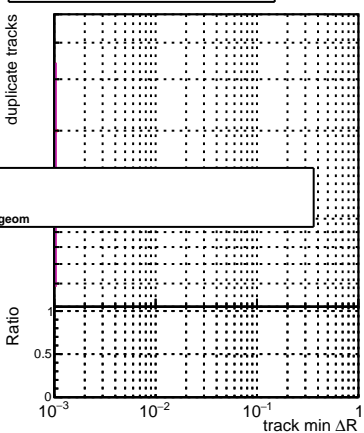 duplicate tracks
geom
Ratio
1
0.5
0
10⁻³ 10⁻² 10⁻¹ 1
track min ΔR